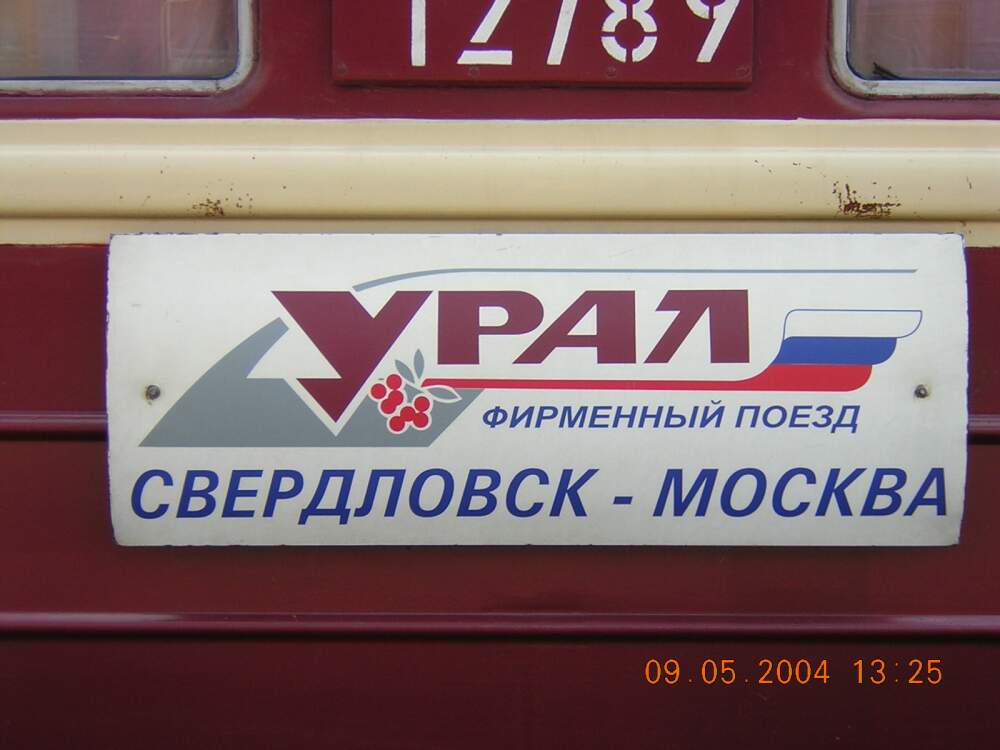 12789
УРАЛ
ФИРМЕННЫЙ ПОЕЗД
СВЕРДЛОВСК - МОСКВА
09.05.2004 13:25